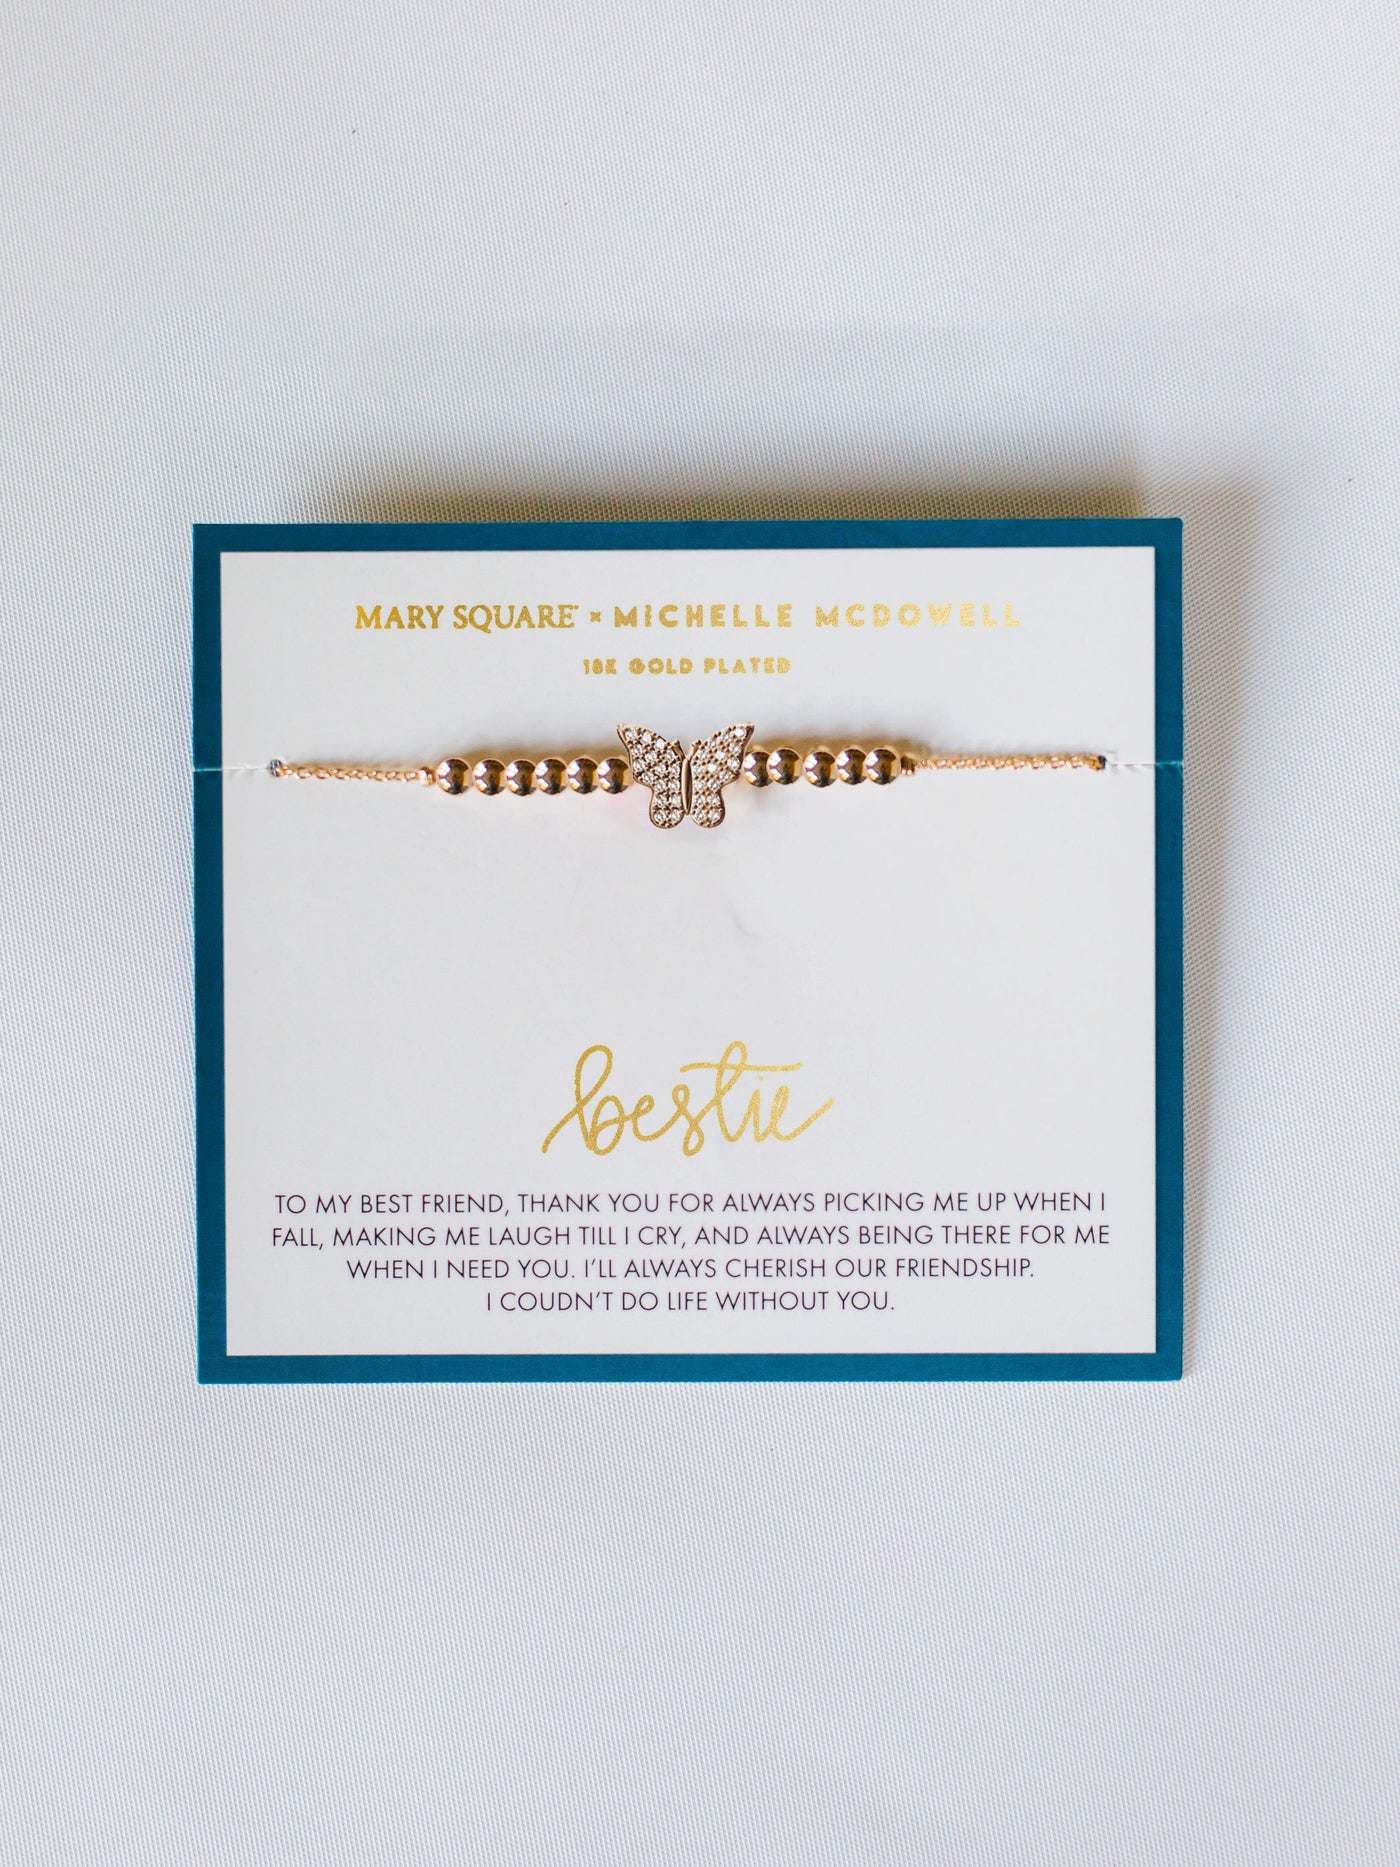 MARY SQUARE × MICHELLE MCDOWELL
18K GOLD PLATED
bestie
TO MY BEST FRIEND, THANK YOU FOR ALWAYS PICKING ME UP WHEN I
FALL, MAKING ME LAUGH TILL I CRY, AND ALWAYS BEING THERE FOR ME
WHEN I NEED YOU. I'LL ALWAYS CHERISH OUR FRIENDSHIP.
I COUDN'T DO LIFE WITHOUT YOU.